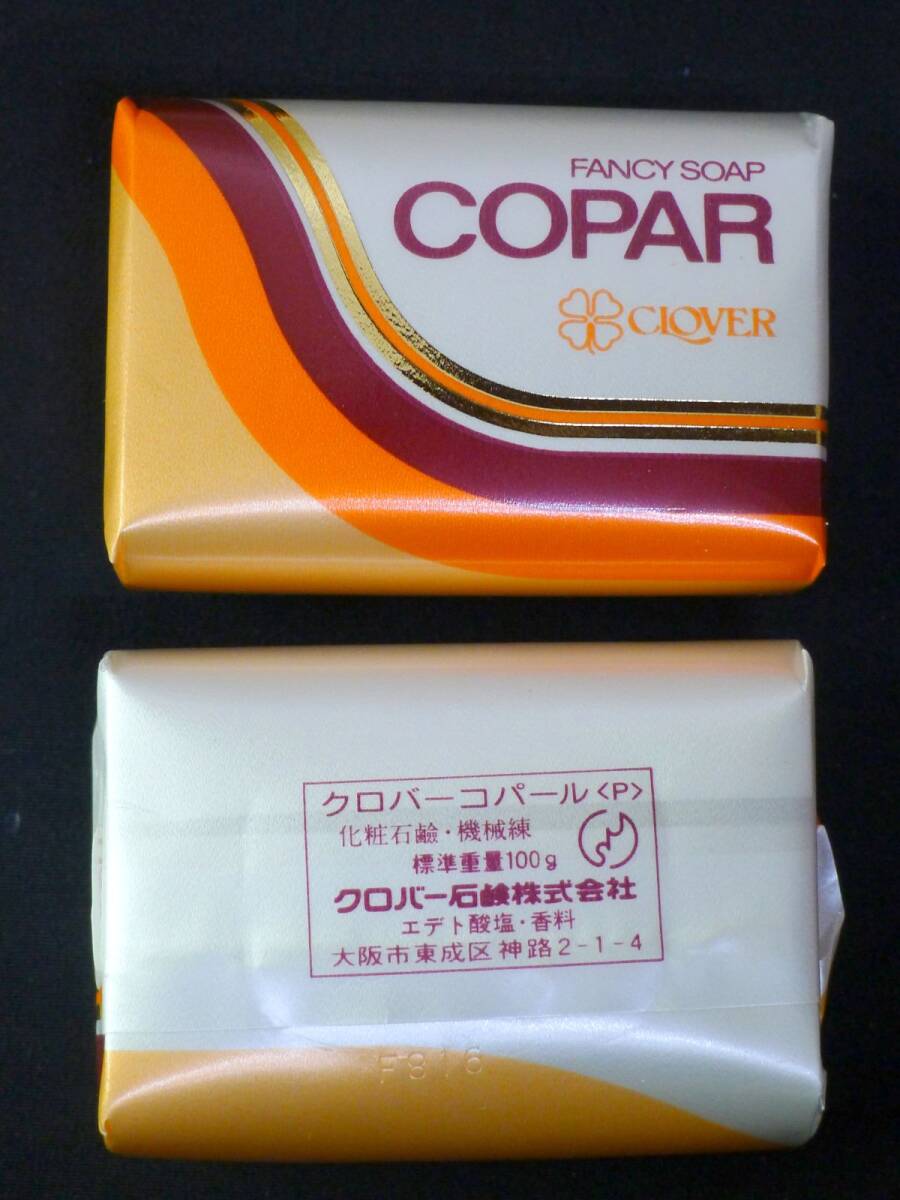 FANCY SOAP
COPAR
CLOVER
クロバーコパール<P>
化粧石鹼・機械練
標準重量100g
クロバー石鹸株式会社
エデト酸塩・香料
大阪市東成区神路2-1-4
F816